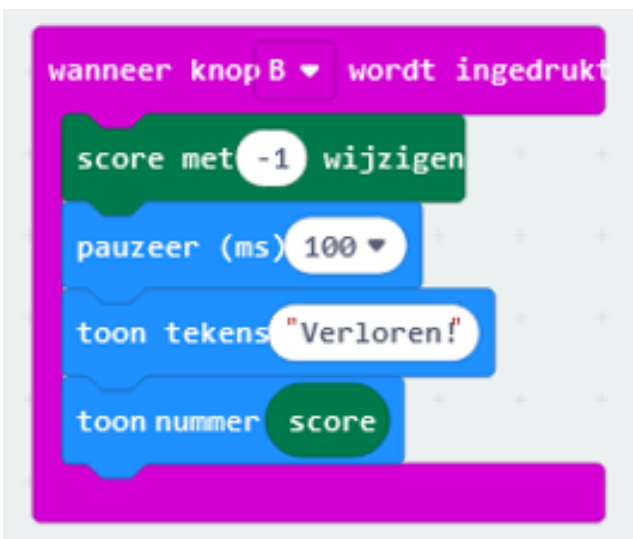 wanneer knop B wordt ingedrukt
score met -1 wijzigen
pauzeer (ms) 100
toon tekens "Verloren!"
toon nummer score